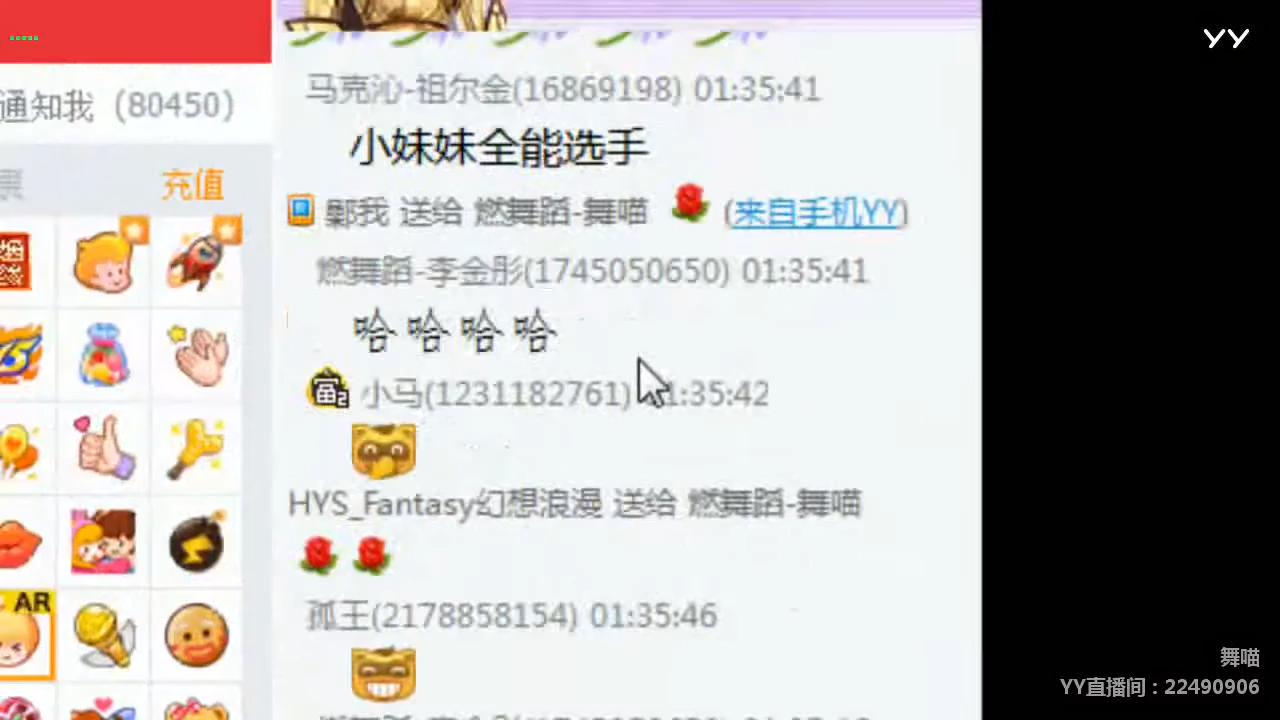 YY
通知我（80450）
充值
AR
马克沁-祖尔金(16869198) 01:35:41
小妹妹全能选手
鄭我 送给 燃舞蹈-舞喵 (来自手机YY)
燃舞蹈-李金彤(1745050650) 01:35:41
哈 哈 哈 哈
富2 小马(1231182761) 01:35:42
HYS_Fantasy幻想浪漫 送给 燃舞蹈-舞喵
孤王(2178858154) 01:35:46
舞喵
YY直播间：22490906